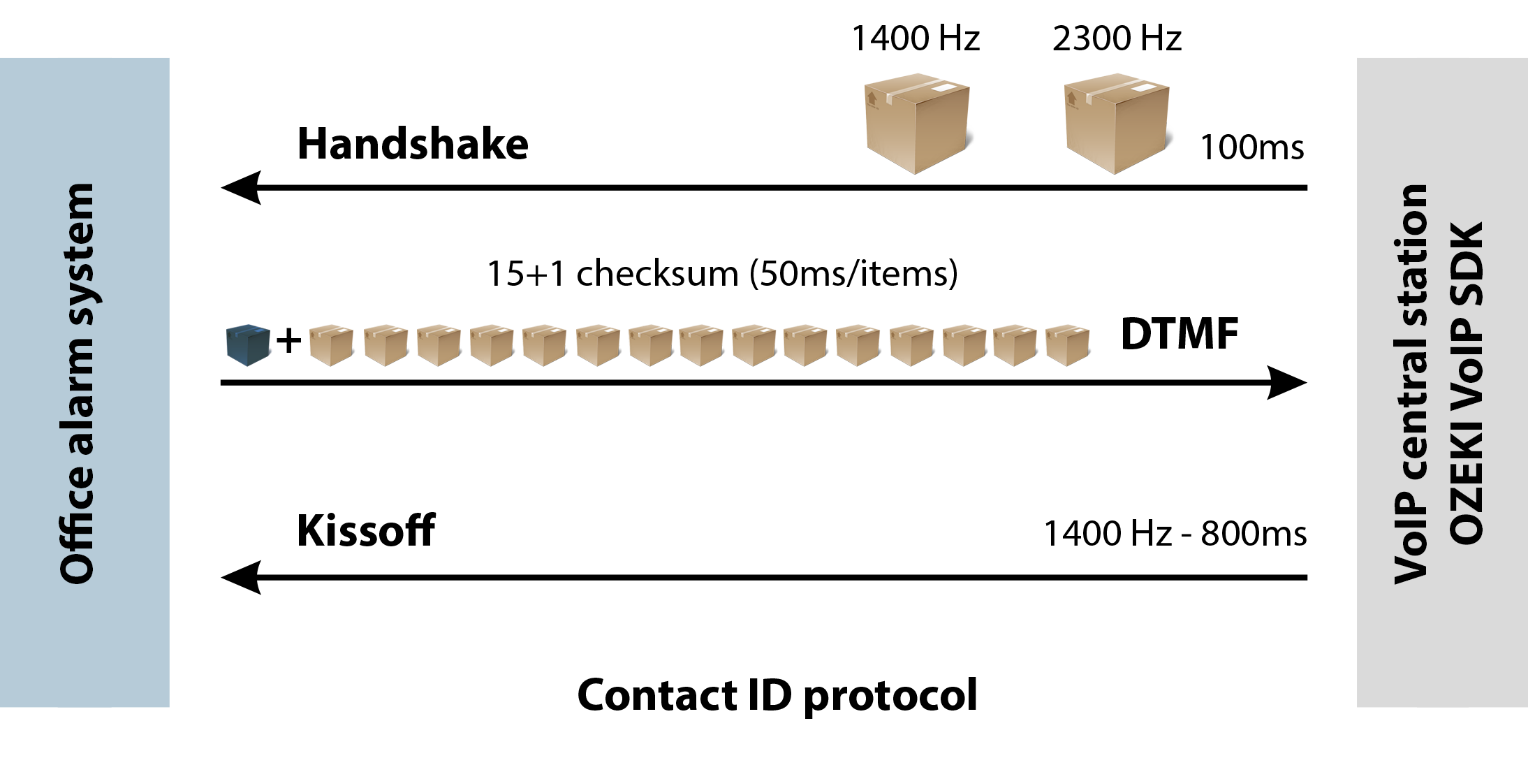 1400 Hz 2300 Hz
Handshake 100ms
15+1 checksum (50ms/items)
+ DTMF
Kissoff 1400 Hz - 800ms
Contact ID protocol
Office alarm system
VoIP central station
OZEKI VoIP SDK